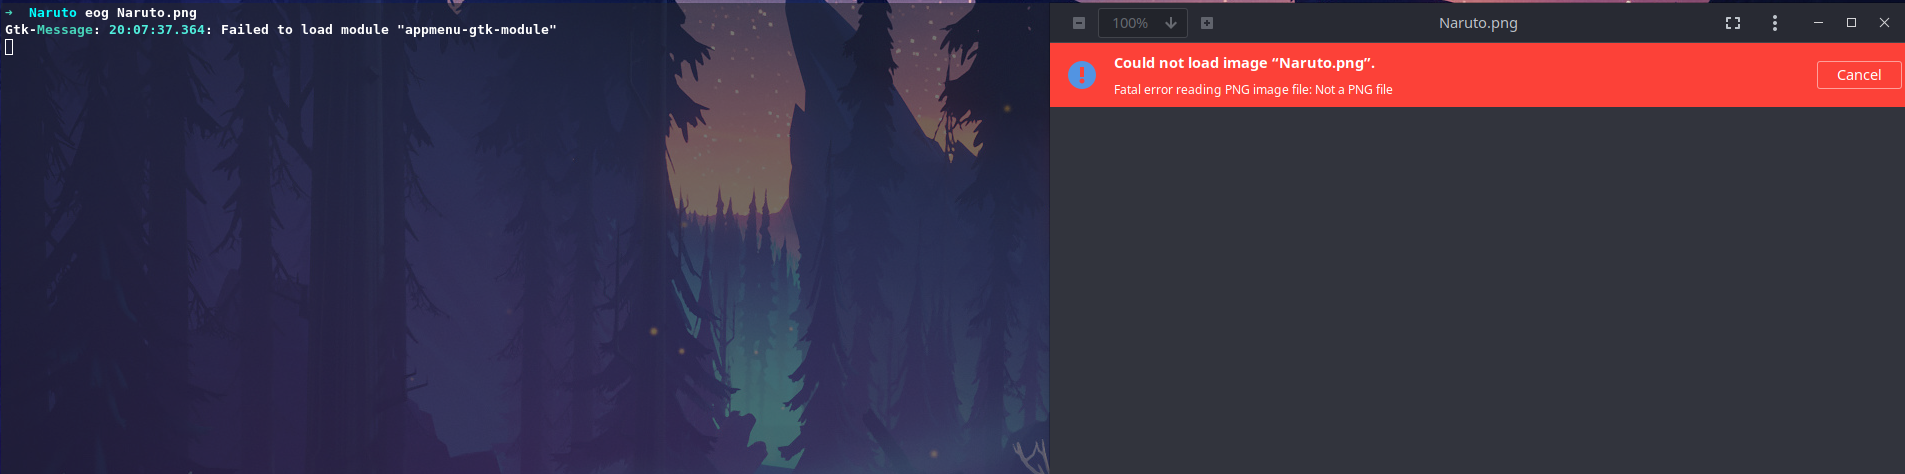 → Naruto eog Naruto.png
Gtk-Message: 20:07:37.364: Failed to load module "appmenu-gtk-module"
100%
Naruto.png
Could not load image “Naruto.png”.
Fatal error reading PNG image file: Not a PNG file
Cancel